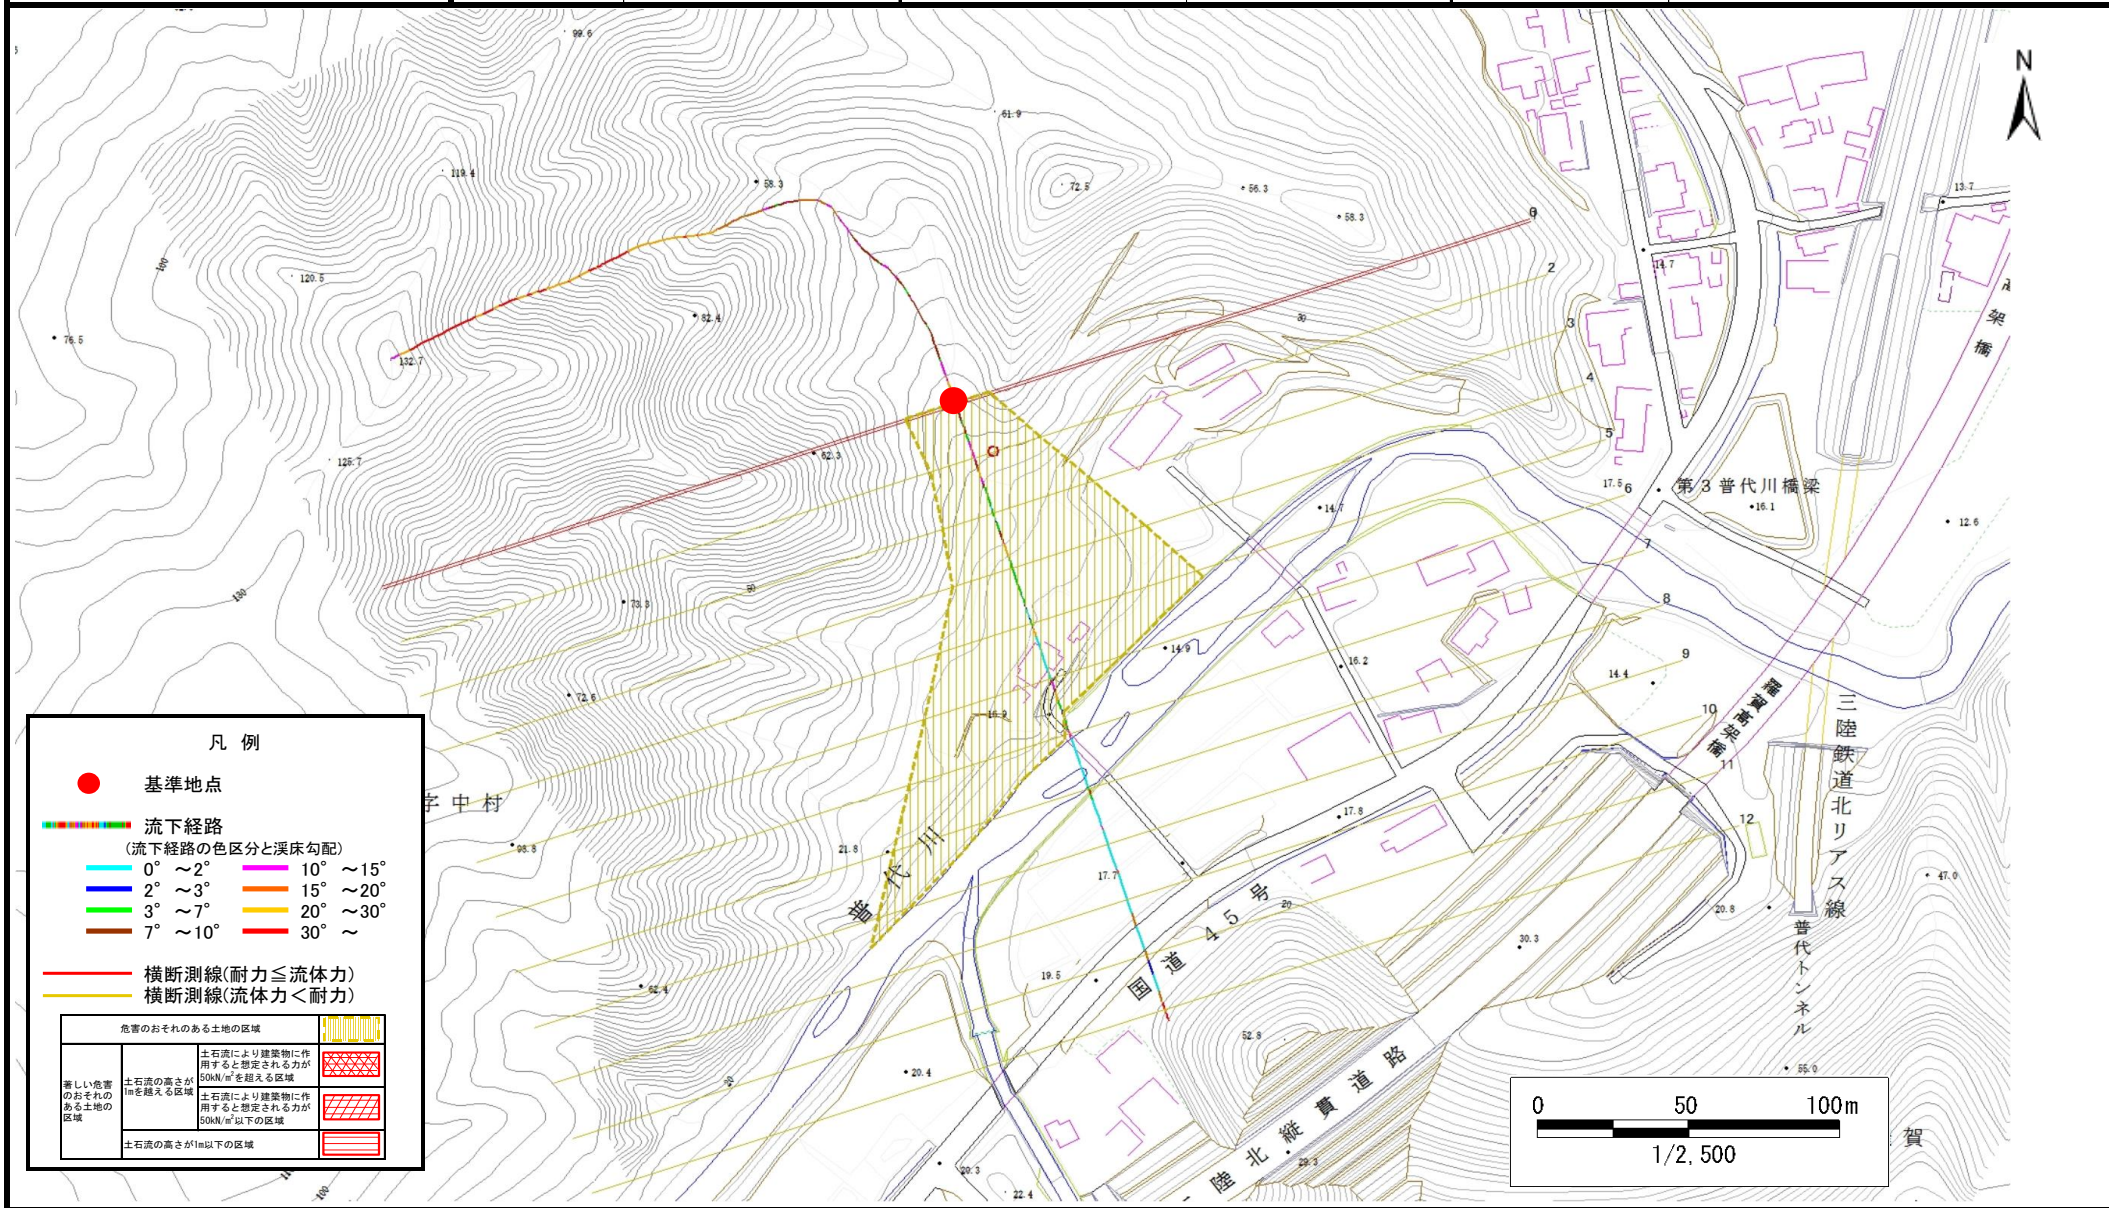 99.6
61.9
119.4
58.3
72.5
56.3
58.3
13.7
N
120.5
100
82.4
76.5
132.7
14.7
高架橋
2
3
4
5
6
7
8
9
10
11
12
30
125.7
62.3
17.5
第3普代川橋梁
16.1
12.6
14.7
130
73.3
14.9
16.2
14.4
72.6
羅賀高架橋
三陸鉄道北リアス線
字中村
98.8
21.8
普代川
17.8
17.7
国道45号
20
47.0
20.8
30.3
普代トンネル
62.4
19.5
52.8
20.4
55.0
陸北縦貫道路
20.3
22.4
29.3
賀
100
凡 例
基準地点
流下経路
(流下経路の色区分と渓床勾配)
0° ～2°
10° ～15°
2° ～3°
15° ～20°
3° ～7°
20° ～30°
7° ～10°
30° ～
横断測線(耐力≦流体力)
横断測線(流体力＜耐力)
危害のおそれのある土地の区域
著しい危害
のおそれの
ある土地の
区域
土石流の高さが
1mを越える区域
土石流により建築物に作
用すると想定される力が
50kN/m²を超える区域
土石流により建築物に作
用すると想定される力が
50kN/m²以下の区域
土石流の高さが1m以下の区域
0 50 100m
1/2,500